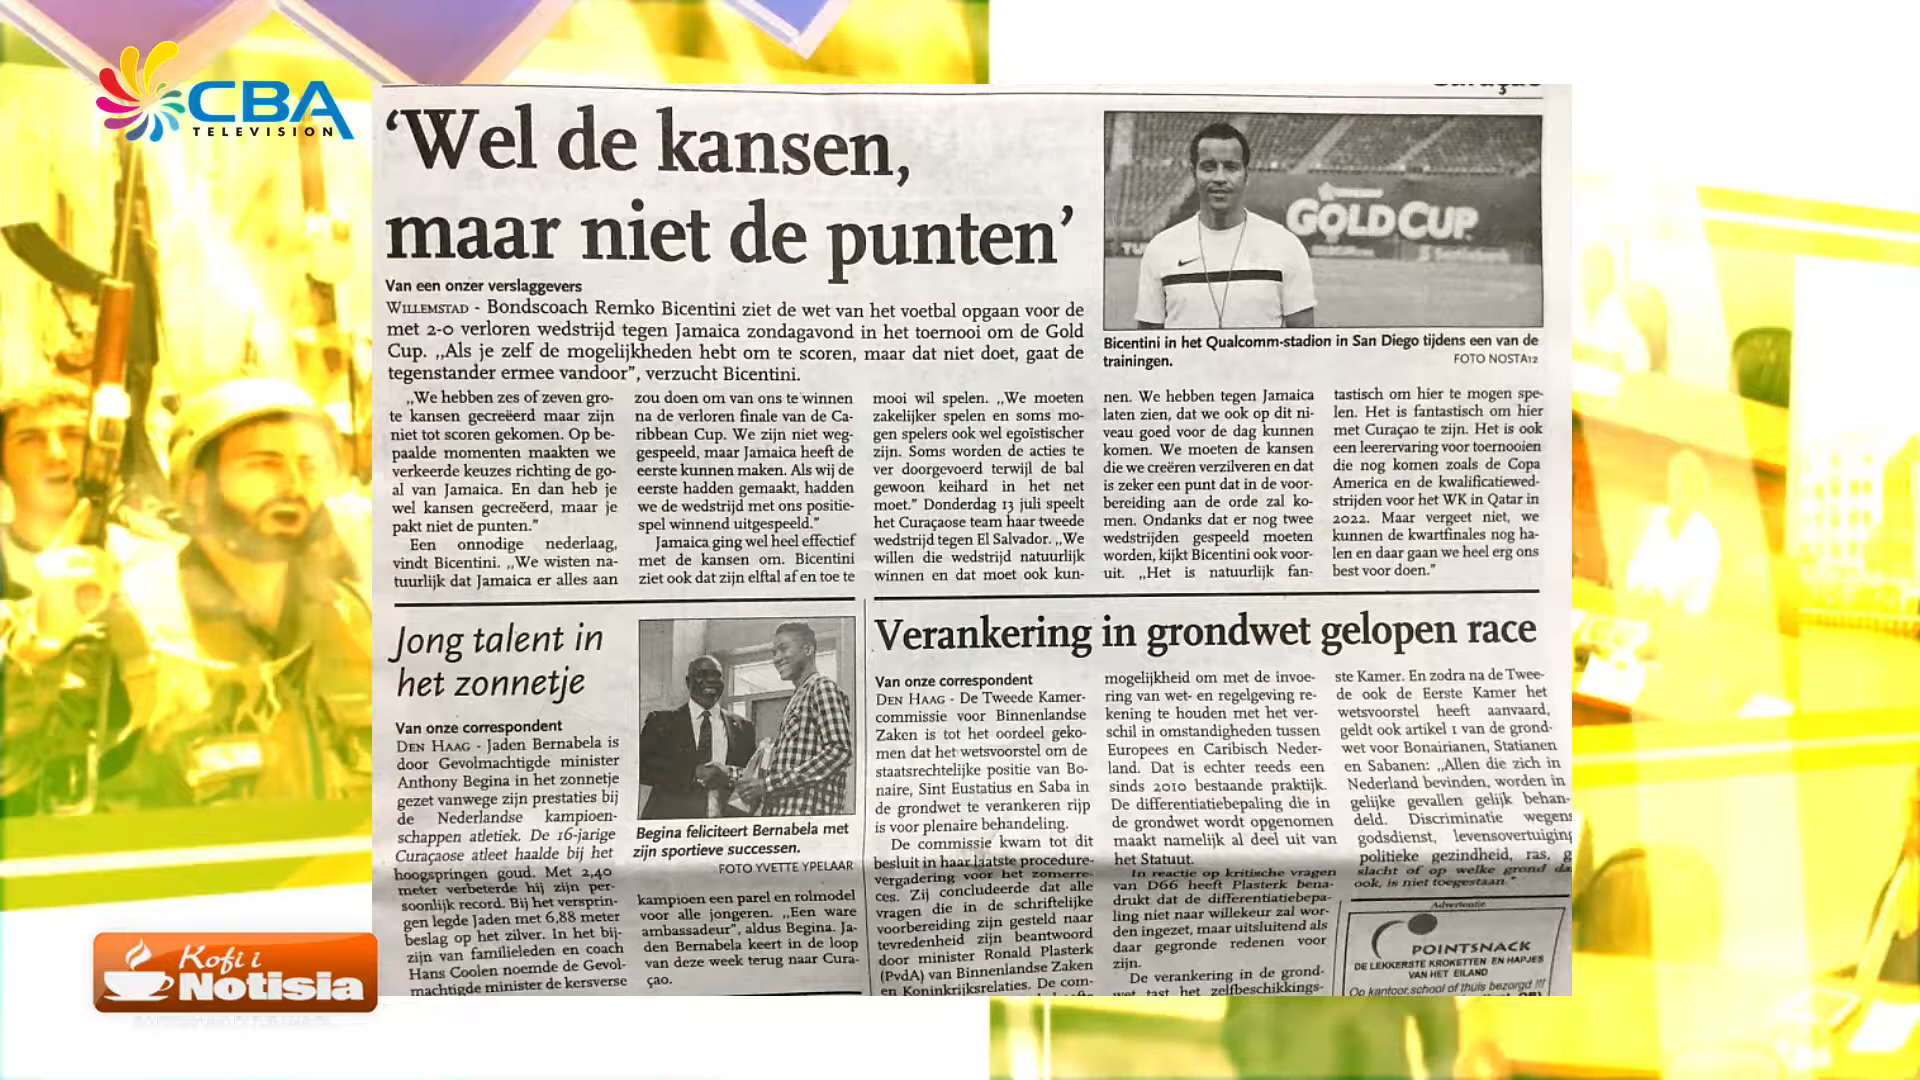 CBA
TELEVISION
'Wel de kansen,
maar niet de punten'
Van een onzer verslaggevers
WILLEMSTAD - Bondscoach Remko Bicentini ziet de wet van het voetbal opgaan voor de
met 2-0 verloren wedstrijd tegen Jamaica zondagavond in het toernooi om de Gold
Cup. „Als je zelf de mogelijkheden hebt om te scoren, maar dat niet doet, gaat de
tegenstander ermee vandoor", verzucht Bicentini.
„We hebben zes of zeven gro-
te kansen gecreëerd maar zijn
niet tot scoren gekomen. Op be-
paalde momenten maakten we
verkeerde keuzes richting de go-
al van Jamaica. En dan heb je
wel kansen gecreëerd, maar je
pakt niet de punten."
Een onnodige nederlaag,
vindt Bicentini. „We wisten na-
tuurlijk dat Jamaica er alles aan
zou doen om van ons te winnen
na de verloren finale van de Ca-
ribbean Cup. We zijn niet weg-
gespeeld, maar Jamaica heeft de
eerste kunnen maken. Als wij de
eerste hadden gemaakt, hadden
we de wedstrijd met ons positie-
spel winnend uitgespeeld."
Jamaica ging wel heel effectief
met de kansen om. Bicentini
ziet ook dat zijn elftal af en toe te
mooi wil spelen. „We moeten
zakelijker spelen en soms mo-
gen spelers ook wel egoïstischer
zijn. Soms worden de acties te
ver doorgevoerd terwijl de bal
gewoon keihard in het net
moet." Donderdag 13 juli speelt
het Curaçaose team haar tweede
wedstrijd tegen El Salvador. „We
willen die wedstrijd natuurlijk
winnen en dat moet ook kun-
GOLD CUP
Bicentini in het Qualcomm-stadion in San Diego tijdens een van de
trainingen.
FOTO NOSTA12
nen. We hebben tegen Jamaica
laten zien, dat we ook op dit ni-
veau goed voor de dag kunnen
komen. We moeten de kansen
die we creëren verzilveren en dat
is zeker een punt dat in de voor-
bereiding aan de orde zal ko-
men. Ondanks dat er nog twee
wedstrijden gespeeld moeten
worden, kijkt Bicentini ook voor-
uit. „Het is natuurlijk fan-
tastisch om hier te mogen spe-
len. Het is fantastisch om hier
met Curaçao te zijn. Het is ook
een leerervaring voor toernooien
die nog komen zoals de Copa
America en de kwalificatiewed-
strijden voor het WK in Qatar in
2022. Maar vergeet niet, we
kunnen de kwartfinales nog ha-
len en daar gaan we heel erg ons
best voor doen."
Jong talent in
het zonnetje
Van onze correspondent
DEN HAAG - Jaden Bernabela is
door Gevolmachtigde minister
Anthony Begina in het zonnetje
gezet vanwege zijn prestaties bij
de Nederlandse kampioen-
schappen atletiek. De 16-jarige
Curaçaose atleet haalde bij het
hoogspringen goud. Met 2,40
meter verbeterde hij zijn per-
soonlijk record. Bij het verspin-
gen legde Jaden met 6,88 meter
beslag op het zilver. In het bij-
zijn van familieleden en coach
Hans Coolen noemde de Gevol-
machtigde minister de kersverse
Begina feliciteert Bernabela met
zijn sportieve successen.
FOTO YVETTE YPELAAR
kampioen een parel en rolmodel
voor alle jongeren. „Een ware
ambassadeur", aldus Begina. Ja-
den Bernabela keert in de loop
van deze week terug naar Cura-
çao.
Verankering in grondwet gelopen race
Van onze correspondent
DEN HAAG - De Tweede Kamer-
commissie voor Binnenlandse
Zaken is tot het oordeel geko-
men dat het wetsvoorstel om de
staatsrechtelijke positie van Bo-
naire, Sint Eustatius en Saba in
de grondwet te verankeren rijp
is voor plenaire behandeling.
De commissie kwam tot dit
besluit in haar laatste procedure-
vergadering voor het zomerre-
ces. Zij concludeerde dat alle
vragen die in de schriftelijke
voorbereiding zijn gesteld naar
tevredenheid zijn beantwoord
door minister Ronald Plasterk
(PvdA) van Binnenlandse Zaken
en Koninkrijksrelaties. De com-
mogelijkheid om met de invoe-
ring van wet- en regelgeving re-
kening te houden met het ver-
schil in omstandigheden tussen
Europees en Caribisch Neder-
land. Dat is echter reeds een
sinds 2010 bestaande praktijk.
De differentiatiebepaling die in
de grondwet wordt opgenomen
maakt namelijk al deel uit van
het Statuut.
In reactie op kritische vragen
van D66 heeft Plasterk bena-
drukt dat de differentiatiebepa-
ling niet naar willekeur zal wor-
den ingezet, maar uitsluitend als
daar gegronde redenen voor
zijn.
De verankering in de grond-
wet tast het zelfbeschikkings-
ste Kamer. En zodra na de Twee-
de ook de Eerste Kamer het
wetsvoorstel heeft aanvaard,
geldt ook artikel 1 van de grond-
wet voor Bonairianen, Statianen
en Sabanen: „Allen die zich in
Nederland bevinden, worden in
gelijke gevallen gelijk behan-
deld. Discriminatie wegens
godsdienst, levensovertuiging
politieke gezindheid, ras, g
slacht of op welke grond da
ook, is niet toegestaan."
Advertentie
POINTSNACK
DE LEKKERSTE KROKETTEN EN HAPJES
VAN HET EILAND
Op kantoor, school of thuis bezorgd !!!
Kofi i
Notisia